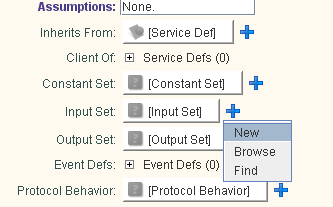 Assumptions: None.
Inherits From: [Service Def]
Client Of: Service Defs (0)
Constant Set: [Constant Set]
Input Set: [Input Set]
New
Output Set: [Output Set]
Browse
Event Defs: Event Defs (0)
Find
Protocol Behavior: [Protocol Behavior]